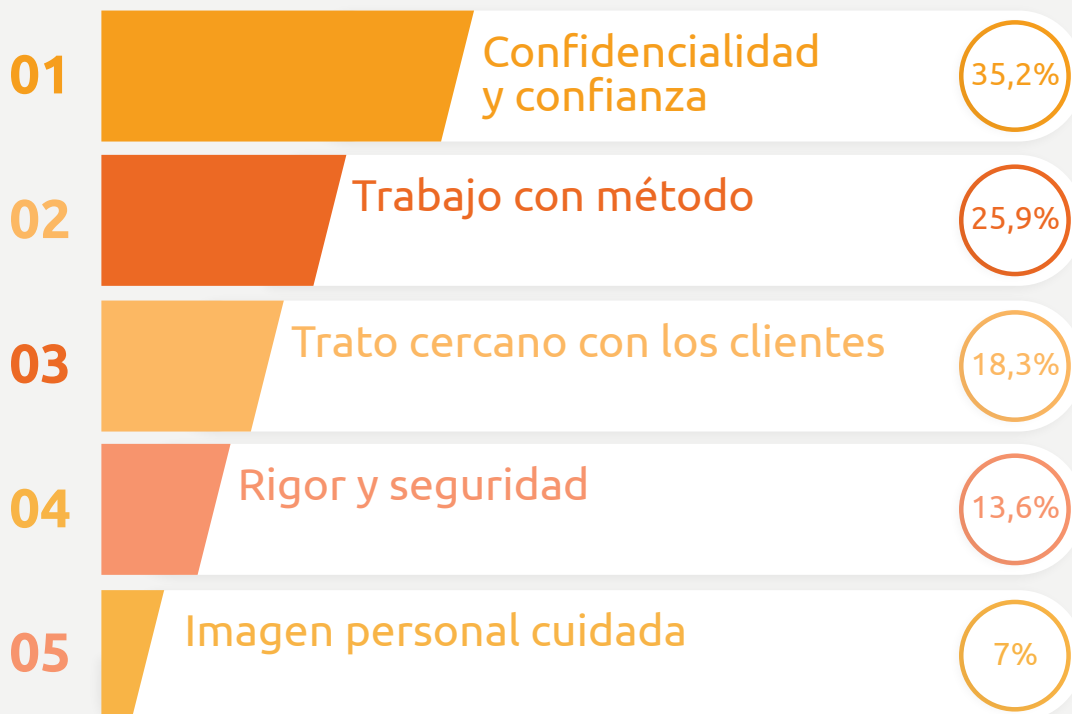 01
Confidencialidad
y confianza
35,2%
02
Trabajo con método
25,9%
03
Trato cercano con los clientes
18,3%
04
Rigor y seguridad
13,6%
05
Imagen personal cuidada
7%